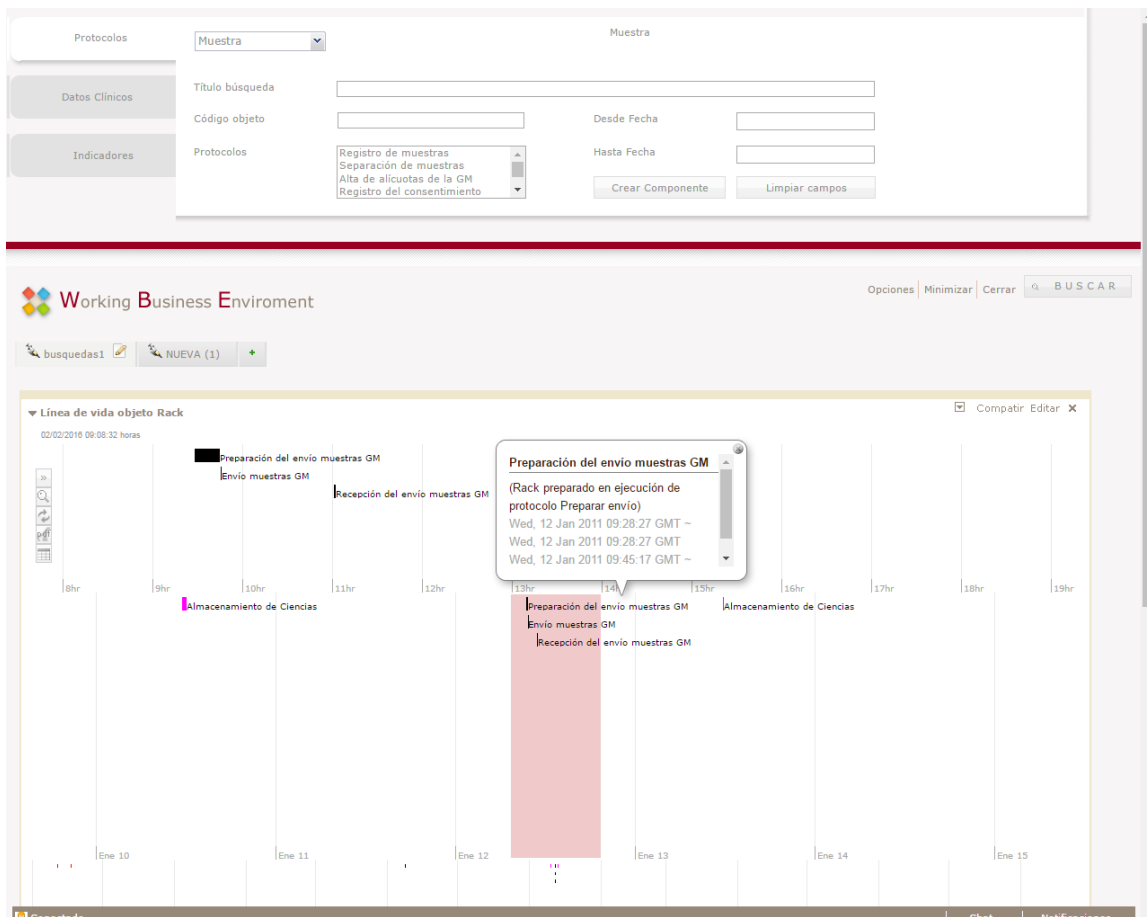 Protocolos
Muestra
Muestra
Datos Clínicos
Título búsqueda
Código objeto
Desde Fecha
Indicadores
Protocolos
Registro de muestras
Separación de muestras
Alta de alícuotas de la GM
Registro del consentimiento
Hasta Fecha
Crear Componente
Limpiar campos
Working Business Enviroment
Opciones Minimizar Cerrar BUSCAR
busquedas1
NUEVA (1)
+
Línea de vida objeto Rack
Compatir Editar X
02/02/2016 09:08:32 horas
Preparación del envío muestras GM
Envío muestras GM
Recepción del envío muestras GM
Preparación del envío muestras GM
(Rack preparado en ejecución de
protocolo Preparar envío)
Wed, 12 Jan 2011 09:28:27 GMT ~
Wed, 12 Jan 2011 09:28:27 GMT
Wed, 12 Jan 2011 09:45:17 GMT ~
pdf
8hr 9hr 10hr 11hr 12hr 13hr 14hr 15hr 16hr 17hr 18hr 19hr
Almacenamiento de Ciencias
Preparación del envío muestras GM
Almacenamiento de Ciencias
Envío muestras GM
Recepción del envío muestras GM
Ene 10 Ene 11 Ene 12 Ene 13 Ene 14 Ene 15
Conectado
Chat
Notificaciones